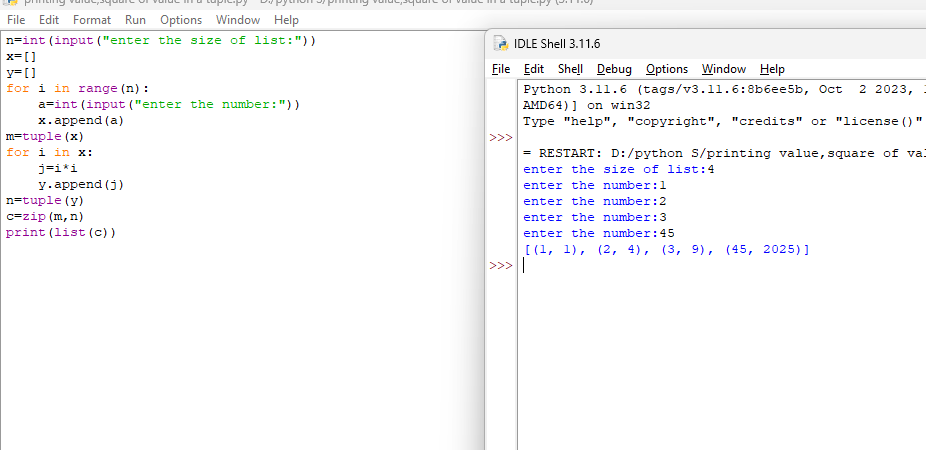 printing value,square of value in a tuple.py - D:/python S/printing value,square of value in a tuple.py (3.11.6)
File Edit Format Run Options Window Help
n=int(input("enter the size of list:"))
x=[]
y=[]
for i in range(n):
    a=int(input("enter the number:"))
    x.append(a)
m=tuple(x)
for i in x:
    j=i*i
    y.append(j)
n=tuple(y)
c=zip(m,n)
print(list(c))
IDLE Shell 3.11.6
File Edit Shell Debug Options Window Help
Python 3.11.6 (tags/v3.11.6:8b6ee5b, Oct  2 2023,
AMD64)] on win32
Type "help", "copyright", "credits" or "license()"
>>>
= RESTART: D:/python S/printing value,square of
enter the size of list:4
enter the number:1
enter the number:2
enter the number:3
enter the number:45
[(1, 1), (2, 4), (3, 9), (45, 2025)]
>>>